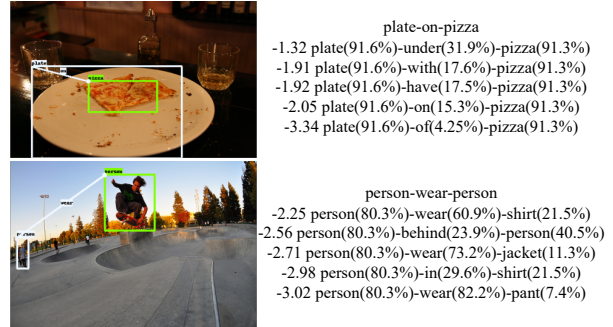 plate
on
pizza
plate-on-pizza
-1.32 plate(91.6%)-under(31.9%)-pizza(91.3%)
-1.91 plate(91.6%)-with(17.6%)-pizza(91.3%)
-1.92 plate(91.6%)-have(17.5%)-pizza(91.3%)
-2.05 plate(91.6%)-on(15.3%)-pizza(91.3%)
-3.34 plate(91.6%)-of(4.25%)-pizza(91.3%)
person
wear
person
person-wear-person
-2.25 person(80.3%)-wear(60.9%)-shirt(21.5%)
-2.56 person(80.3%)-behind(23.9%)-person(40.5%)
-2.71 person(80.3%)-wear(73.2%)-jacket(11.3%)
-2.98 person(80.3%)-in(29.6%)-shirt(21.5%)
-3.02 person(80.3%)-wear(82.2%)-pant(7.4%)